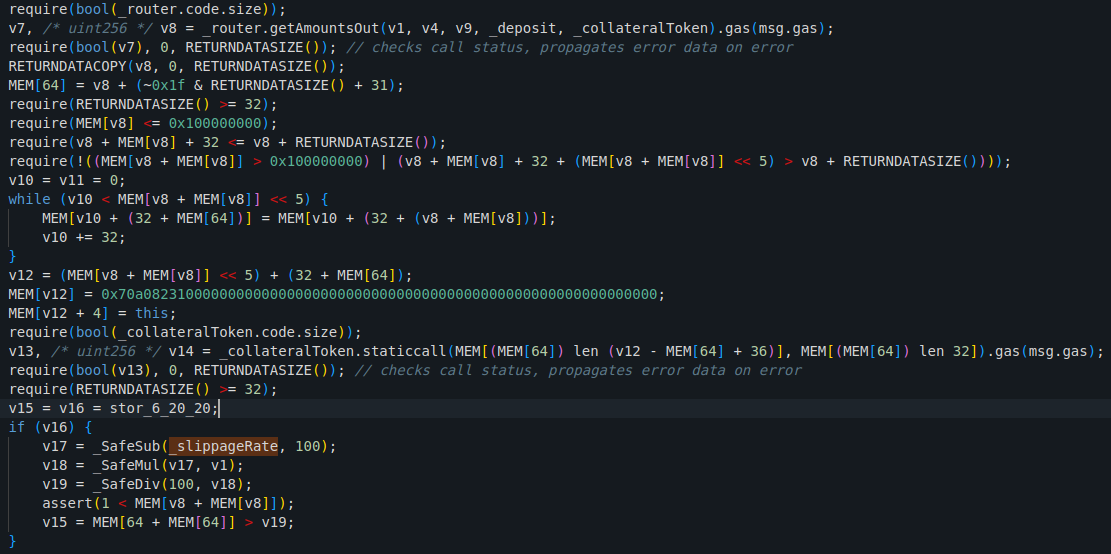 require(bool(_router.code.size));
v7, /* uint256 */ v8 = _router.getAmountsOut(v1, v4, v9, _deposit, _collateralToken).gas(msg.gas);
require(bool(v7), 0, RETURNDATASIZE()); // checks call status, propagates error data on error
RETURNDATACOPY(v8, 0, RETURNDATASIZE());
MEM[64] = v8 + (~0x1f & RETURNDATASIZE() + 31);
require(RETURNDATASIZE() >= 32);
require(MEM[v8] <= 0x100000000);
require(v8 + MEM[v8] + 32 <= v8 + RETURNDATASIZE());
require(!((MEM[v8 + MEM[v8]] > 0x100000000) | (v8 + MEM[v8] + 32 + (MEM[v8 + MEM[v8]] << 5) > v8 + RETURNDATASIZE())));
v10 = v11 = 0;
while (v10 < MEM[v8 + MEM[v8]] << 5) {
    MEM[v10 + (32 + MEM[64])] = MEM[v10 + (32 + (v8 + MEM[v8]))];
    v10 += 32;
}
v12 = (MEM[v8 + MEM[v8]] << 5) + (32 + MEM[64]);
MEM[v12] = 0x70a0823100000000000000000000000000000000000000000000000000000000;
MEM[v12 + 4] = this;
require(bool(_collateralToken.code.size));
v13, /* uint256 */ v14 = _collateralToken.staticcall(MEM[(MEM[64]) len (v12 - MEM[64] + 36)], MEM[(MEM[64]) len 32]).gas(msg.gas);
require(bool(v13), 0, RETURNDATASIZE()); // checks call status, propagates error data on error
require(RETURNDATASIZE() >= 32);
v15 = v16 = stor_6_20_20;
if (v16) {
    v17 = _SafeSub(_slippageRate, 100);
    v18 = _SafeMul(v17, v1);
    v19 = _SafeDiv(100, v18);
    assert(1 < MEM[v8 + MEM[v8]]);
    v15 = MEM[64 + MEM[64]] > v19;
}